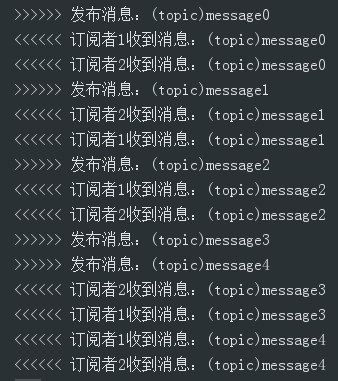 >>>>>> 发布消息：(topic)message0
<<<<<< 订阅者1收到消息：(topic)message0
<<<<<< 订阅者2收到消息：(topic)message0
>>>>>> 发布消息：(topic)message1
<<<<<< 订阅者2收到消息：(topic)message1
<<<<<< 订阅者1收到消息：(topic)message1
>>>>>> 发布消息：(topic)message2
<<<<<< 订阅者1收到消息：(topic)message2
<<<<<< 订阅者2收到消息：(topic)message2
>>>>>> 发布消息：(topic)message3
>>>>>> 发布消息：(topic)message4
<<<<<< 订阅者2收到消息：(topic)message3
<<<<<< 订阅者1收到消息：(topic)message3
<<<<<< 订阅者1收到消息：(topic)message4
<<<<<< 订阅者2收到消息：(topic)message4